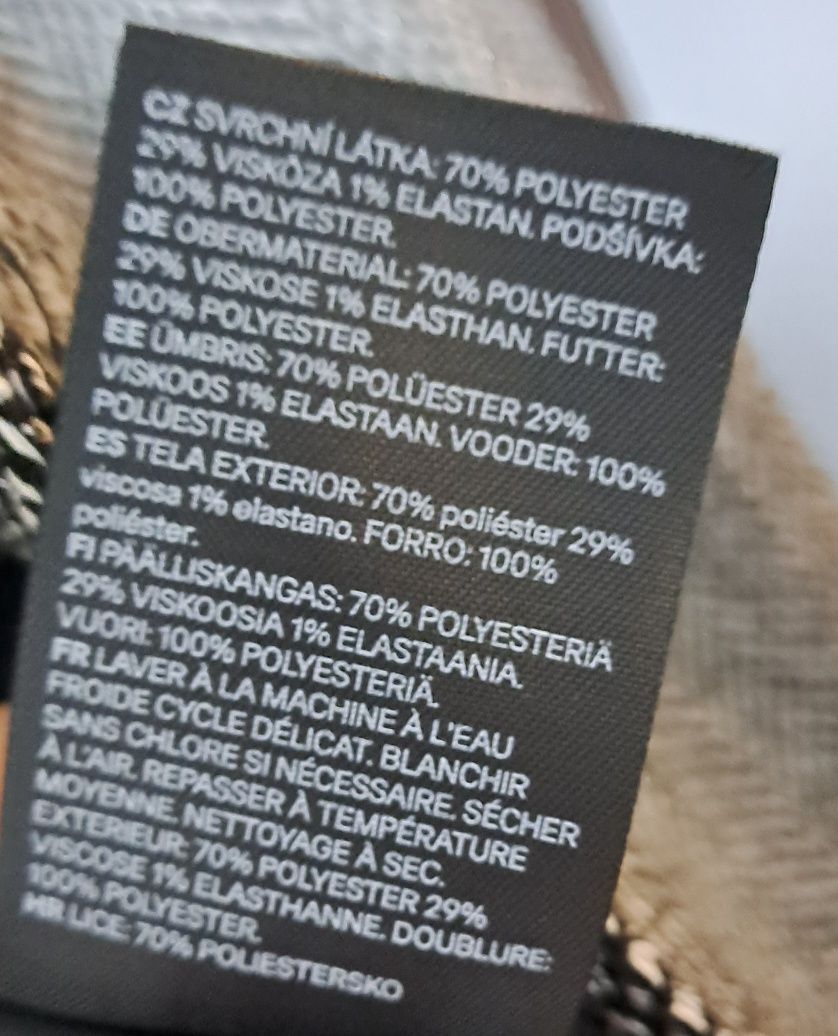 CZ SVRCHNÍ LÁTKA: 70% POLYESTER
29% VISKÓZA 1% ELASTAN. PODŠÍVKA:
100% POLYESTER.
DE OBERMATERIAL: 70% POLYESTER
29% VISKOSE 1% ELASTHAN. FUTTER:
100% POLYESTER.
EE ÜMBRIS: 70% POLÜESTER 29%
VISKOOS 1% ELASTAAN. VOODER: 100%
POLÜESTER.
ES TELA EXTERIOR: 70% poliéster 29%
viscosa 1% elastano. FORRO: 100%
poliéster.
FI PÄÄLLISKANGAS: 70% POLYESTERIÄ
29% VISKOOSIA 1% ELASTAANIA.
VUORI: 100% POLYESTERIÄ.
FR LAVER À LA MACHINE À L'EAU
FROIDE CYCLE DÉLICAT. BLANCHIR
SANS CHLORE SI NÉCESSAIRE. SÉCHER
À L'AIR. REPASSER À TEMPÉRATURE
MOYENNE. NETTOYAGE À SEC.
EXTERIEUR: 70% POLYESTER 29%
VISCOSE 1% ELASTHANNE. DOUBLURE:
100% POLYESTER.
HR LICE: 70% POLIESTERSKO